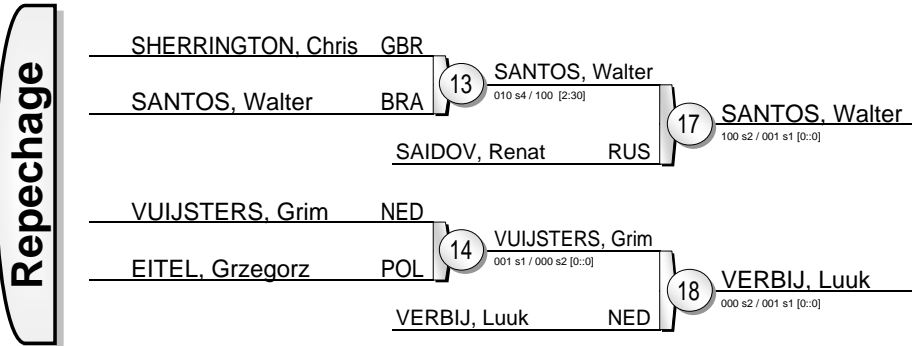 Repechage
SHERRINGTON, Chris GBR
SANTOS, Walter BRA
13
SANTOS, Walter
010 s4 / 100 [2:30]
SAIDOV, Renat RUS
17
SANTOS, Walter
100 s2 / 001 s1 [0::0]
VUIJSTERS, Grim NED
EITEL, Grzegorz POL
14
VUIJSTERS, Grim
001 s1 / 000 s2 [0::0]
VERBIJ, Luuk NED
18
VERBIJ, Luuk
000 s2 / 001 s1 [0::0]